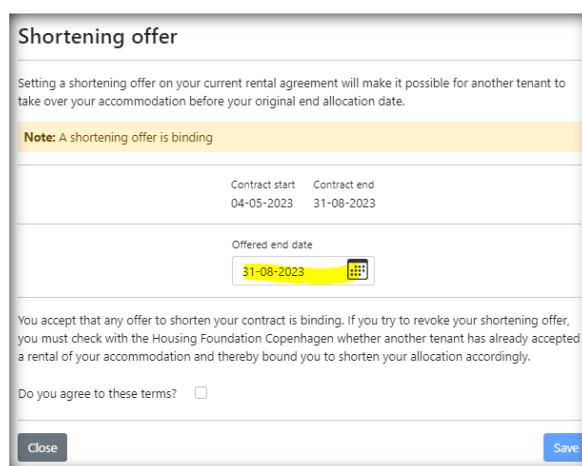 Shortening offer
Setting a shortening offer on your current rental agreement will make it possible for another tenant to
take over your accommodation before your original end allocation date.
Note: A shortening offer is binding
Contract start Contract end
04-05-2023 31-08-2023
Offered end date
31-08-2023
You accept that any offer to shorten your contract is binding. If you try to revoke your shortening offer,
you must check with the Housing Foundation Copenhagen whether another tenant has already accepted
a rental of your accommodation and thereby bound you to shorten your allocation accordingly.
Do you agree to these terms?
Close Save